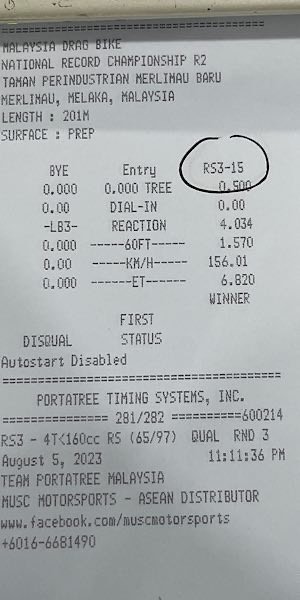 MALAYSIA DRAG BIKE
NATIONAL RECORD CHAMPIONSHIP R2
TAMAN PERINDUSTRIAN MERLIMAU BARU
MERLIMAU, MELAKA, MALAYSIA
LENGTH : 201M
SURFACE : PREP
BYE Entry RS3-15
0.000 0.000 TREE 0.500
0.00 DIAL-IN 0.00
-LB3- REACTION 4.034
0.000 -----60FT----- 1.570
0.00 -----KM/H----- 156.01
0.000 ------ET------ 6.820
WINNER
FIRST
DISQUAL STATUS
Autostart Disabled
========================================
PORTATREE TIMING SYSTEMS, INC.
=============== 281/282 ==========600214
RS3 - 4T<160cc RS (65/97) QUAL RND 3
August 5, 2023 11:11:36 PM
TEAM PORTATREE MALAYSIA
MUSC MOTORSPORTS - ASEAN DISTRIBUTOR
www.facebook.com/muscmotorsports
+6016-6681490